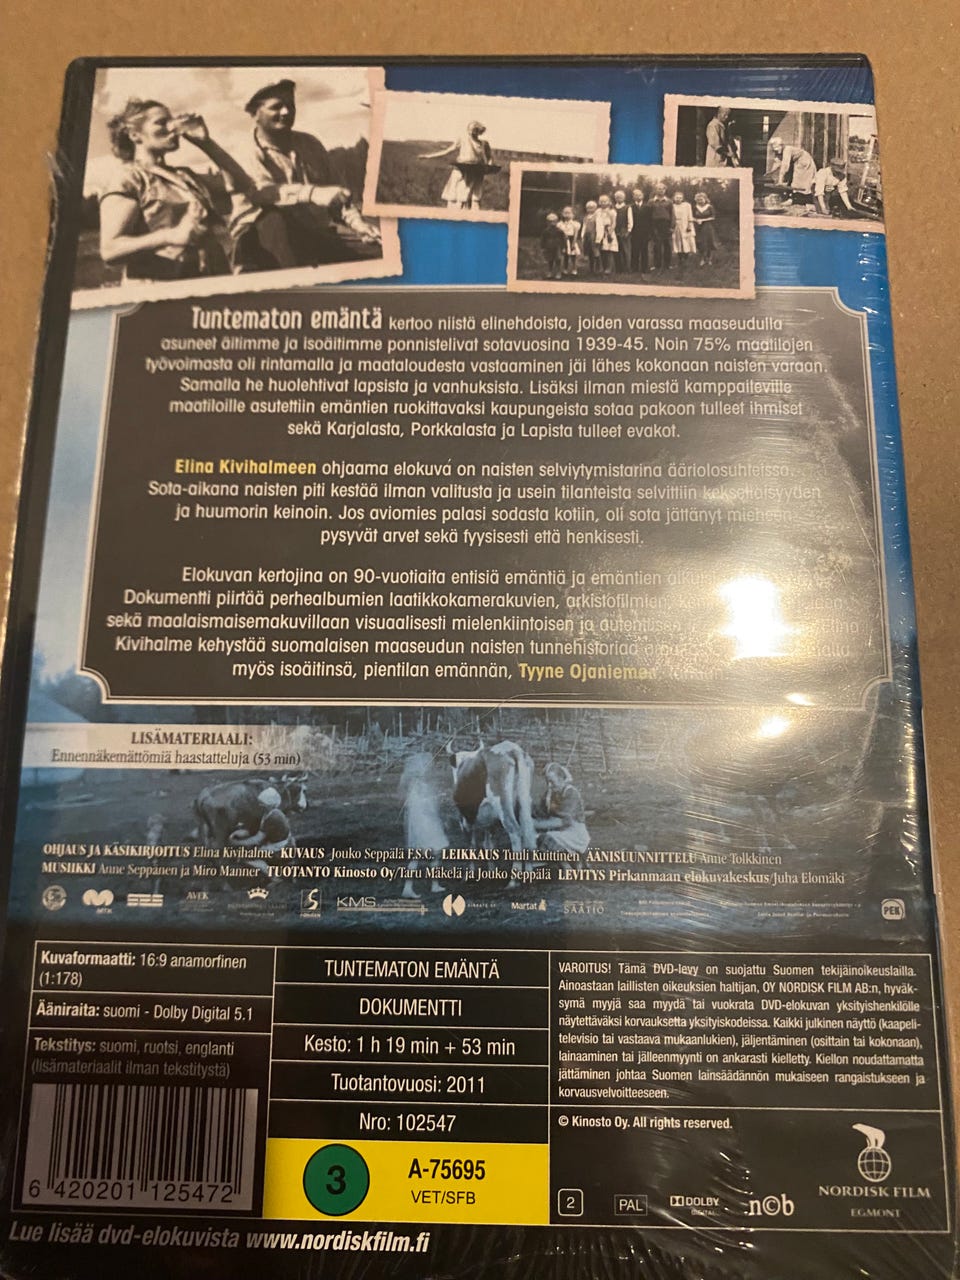 Tuntematon emäntä kertoo niistä elinehdoista, joiden varassa maaseudulla
asuneet äitimme ja isoäitimme ponnistelivat sotavuosina 1939-45. Noin 75% maatilojen
työvoimasta oli rintamalla ja maataloudesta vastaaminen jäi lähes kokonaan naisten varaan.
Samalla he huolehtivat lapsista ja vanhuksista. Lisäksi ilman miestä kamppaileville
maatiloille asutettiin emäntien ruokittavaksi kaupungeista sotaa pakoon tulleet ihmiset
sekä Karjalasta, Porkkalasta ja Lapista tulleet evakot.
Elina Kivihalmeen ohjaama elokuva on naisten selviytymistarina ääriolosuhteissa.
Sota-aikana naisten piti kestää ilman valitusta ja usein tilanteista selvittiin kekseliäisyyden
ja huumorin keinoin. Jos aviomies palasi sodasta kotiin, oli sota jättänyt mieheen
pysyvät arvet sekä fyysisesti että henkisesti.
Elokuvan kertojina on 90-vuotiaita entisiä emäntiä ja emäntien
Dokumentti piirtää perhealbumien laatikkokamerakuvien, arkistofilmien,
sekä maalaismaisemakuvillaan visuaalisesti mielenkiintoisen ja
Kivihalme kehystää suomalaisen maaseudun naisten tunnehistoriaa
myös isoäitinsä, pientilan emännän, Tyyne Ojaniemen,
LISÄMATERIAALI:
Ennennäkemättömiä haastatteluja (53 min)
OHJAUS JA KÄSIKIRJOITUS Elina Kivihalme KUVAUS Jouko Seppälä F.S.C. LEIKKAUS Tuuli Kuittinen ÄÄNISUUNNITTELU Anne Tolkkinen
MUSIIKKI Anne Seppänen ja Miro Männer TUOTANTO Kinosto Oy/Taru Mäkelä ja Jouko Seppälä LEVITYS Pirkanmaan elokuvakeskus/Juha Elomäki
MTK AVEK KMS Martat SÄÄTIÖ PEK
Kuvaformaatti: 16:9 anamorfinen
(1:178)
Ääniraita: suomi - Dolby Digital 5.1
Tekstitys: suomi, ruotsi, englanti
(lisämateriaalit ilman tekstitystä)
6 420201 125472
TUNTEMATON EMÄNTÄ
DOKUMENTTI
Kesto: 1 h 19 min + 53 min
Tuotantovuosi: 2011
Nro: 102547
3 A-75695
VET/SFB
VAROITUS! Tämä DVD-levy on suojattu Suomen tekijäinoikeuslailla.
Ainoastaan laillisten oikeuksien haltijan, OY NORDISK FILM AB:n, hyväk-
symä myyjä saa myydä tai vuokrata DVD-elokuvan yksityishenkilölle
näytettäväksi korvauksetta yksityiskodeissa. Kaikki julkinen näyttö (kaapeli-
televisio tai vastaava mukaanlukien), jäljentäminen (osittain tai kokonaan),
lainaaminen tai jälleenmyynti on ankarasti kielletty. Kiellon noudattamatta
jättäminen johtaa Suomen lainsäädännön mukaiseen rangaistukseen ja
korvausvelvoitteeseen.
© Kinosto Oy. All rights reserved.
2 PAL DOLBY DIGITAL n©b
NORDISK FILM
EGMONT
Lue lisää dvd-elokuvista www.nordiskfilm.fi